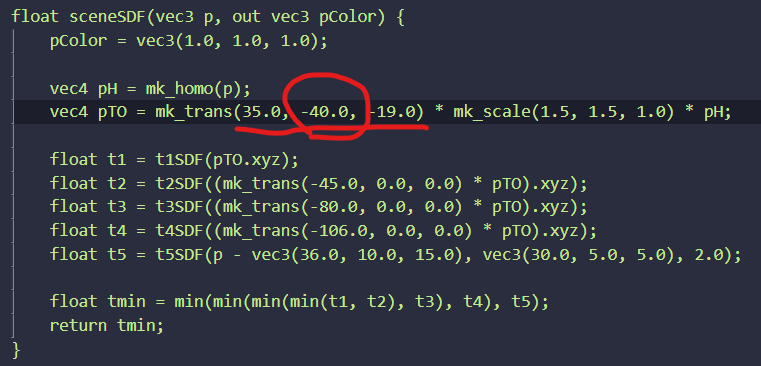 float sceneSDF(vec3 p, out vec3 pColor) {
pColor = vec3(1.0, 1.0, 1.0);
vec4 pH = mk_homo(p);
vec4 pTO = mk_trans(35.0, -40.0, -19.0) * mk_scale(1.5, 1.5, 1.0) * pH;
float t1 = t1SDF(pTO.xyz);
float t2 = t2SDF((mk_trans(-45.0, 0.0, 0.0) * pTO).xyz);
float t3 = t3SDF((mk_trans(-80.0, 0.0, 0.0) * pTO).xyz);
float t4 = t4SDF((mk_trans(-106.0, 0.0, 0.0) * pTO).xyz);
float t5 = t5SDF(p - vec3(36.0, 10.0, 15.0), vec3(30.0, 5.0, 5.0), 2.0);
float tmin = min(min(min(min(t1, t2), t3), t4), t5);
return tmin;
}